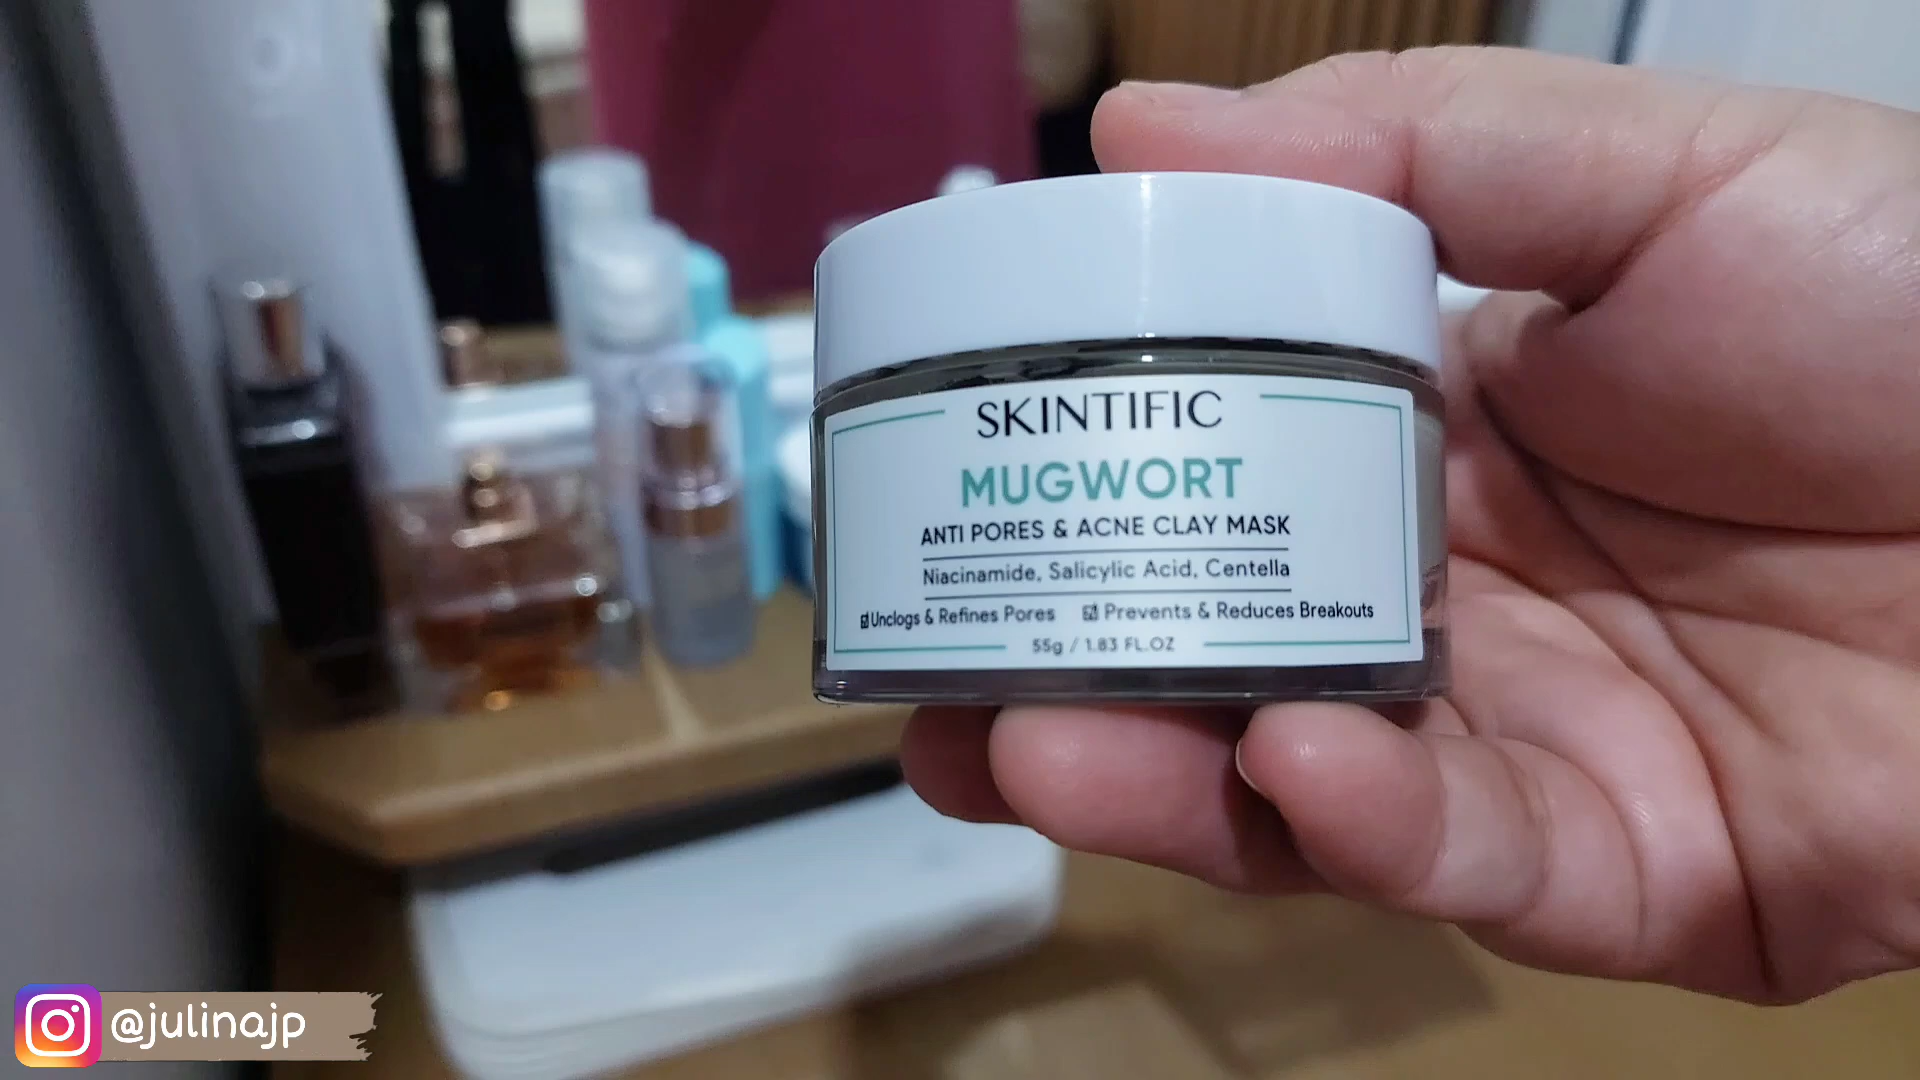 SKINTIFIC
MUGWORT
ANTI PORES & ACNE CLAY MASK
Niacinamide, Salicylic Acid, Centella
☑Unclogs & Refines Pores ☑Prevents & Reduces Breakouts
55g / 1.83 FL.OZ
@julinajp